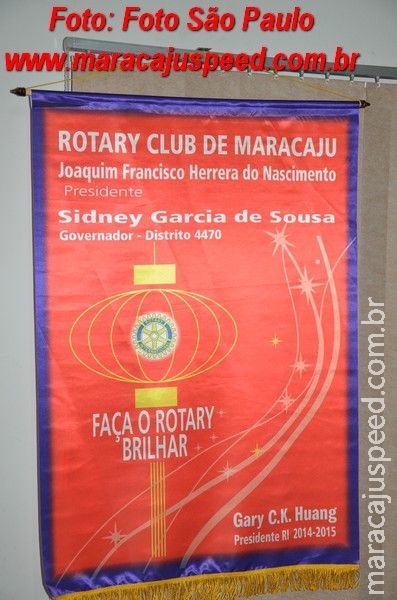 Foto: Foto São Paulo
www.maracajuspeed.com.br
ROTARY CLUB DE MARACAJU
Joaquim Francisco Herrera do Nascimento
Presidente
Sidney Garcia de Sousa
Governador - Distrito 4470
FAÇA O ROTARY
BRILHAR
Gary C.K. Huang
Presidente RI 2014-2015
maracajuspeed.com.br